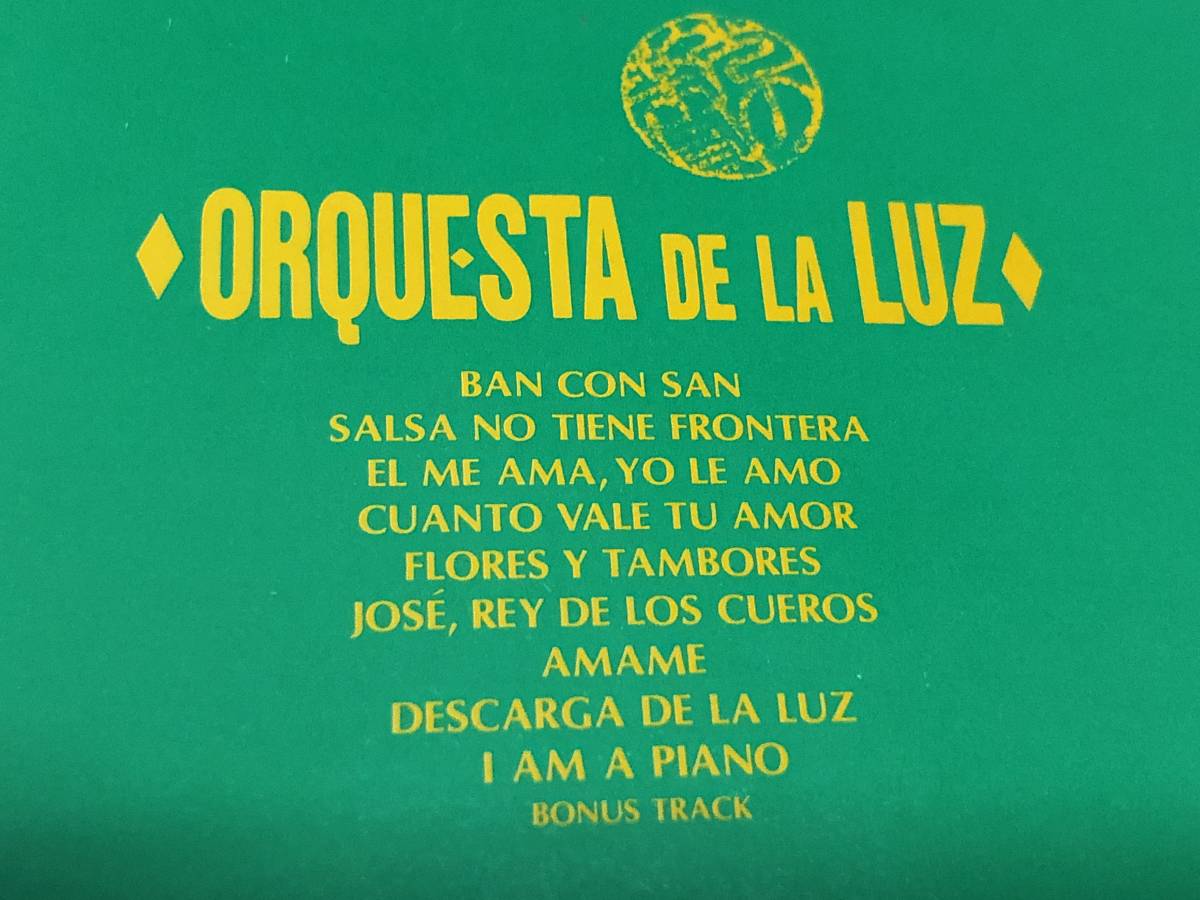 ORQUESTA DE LA LUZ
BAN CON SAN
SALSA NO TIENE FRONTERA
EL ME AMA, YO LE AMO
CUANTO VALE TU AMOR
FLORES Y TAMBORES
JOSÉ, REY DE LOS CUEROS
AMAME
DESCARGA DE LA LUZ
I AM A PIANO
BONUS TRACK